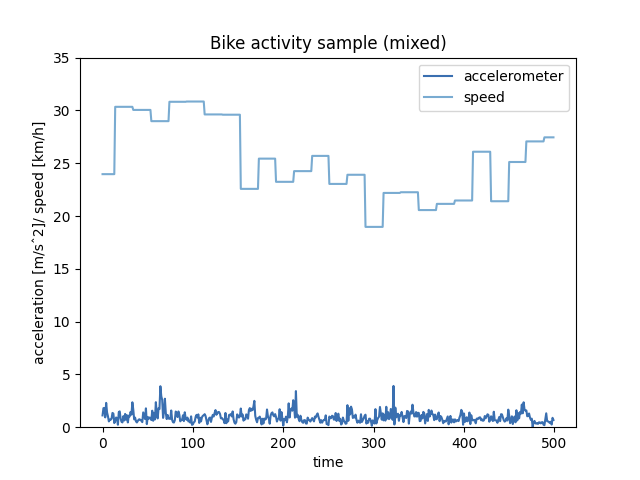 Bike activity sample (mixed)
accelerometer
speed
acceleration [m/sˆ2]/ speed [km/h]
35
30
25
20
15
10
5
0
0 100 200 300 400 500
time